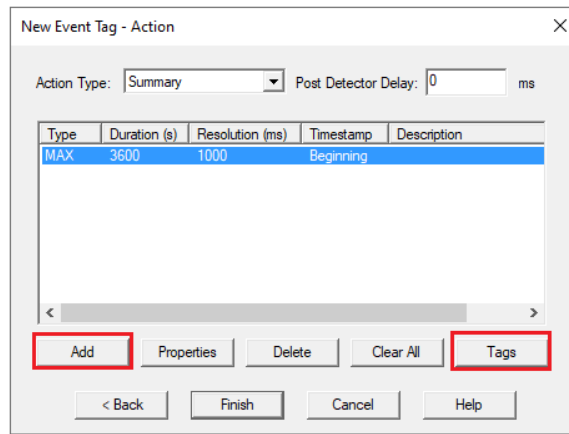 New Event Tag - Action
Action Type: Summary Post Detector Delay: 0 ms
Type Duration (s) Resolution (ms) Timestamp Description
MAX 3600 1000 Beginning
Add Properties Delete Clear All Tags
< Back Finish Cancel Help